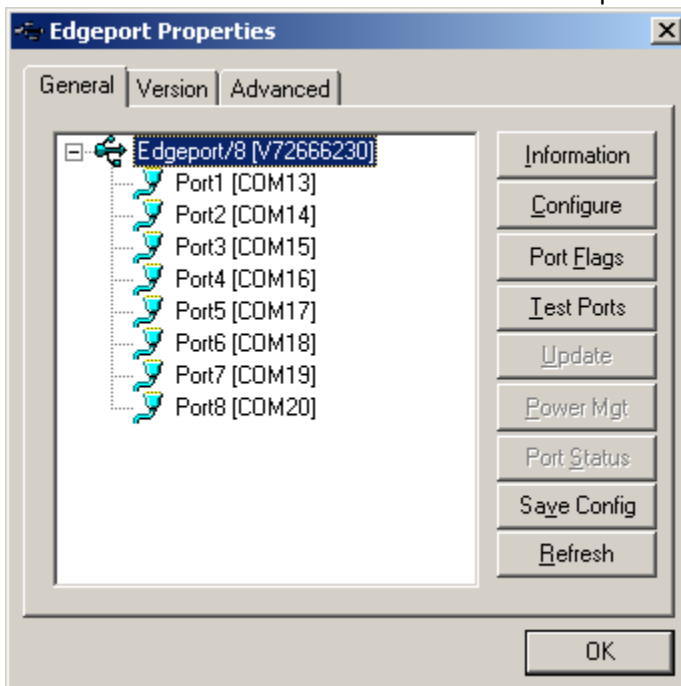 Edgeport Properties
General Version Advanced
Edgeport/8 [V72666230]
Port1 [COM13]
Port2 [COM14]
Port3 [COM15]
Port4 [COM16]
Port5 [COM17]
Port6 [COM18]
Port7 [COM19]
Port8 [COM20]
Information
Configure
Port Flags
Test Ports
Update
Power Mgt
Port Status
Save Config
Refresh
OK